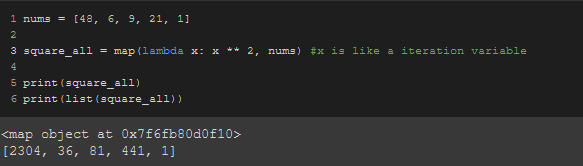 1 nums = [48, 6, 9, 21, 1]
2
3 square_all = map(lambda x: x ** 2, nums) #x is like a iteration variable
4
5 print(square_all)
6 print(list(square_all))
<map object at 0x7f6fb80d0f10>
[2304, 36, 81, 441, 1]